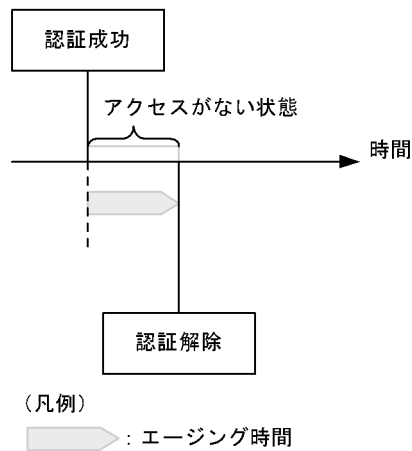 認証成功
アクセスがない状態
時間
認証解除
(凡例)
:エージング時間